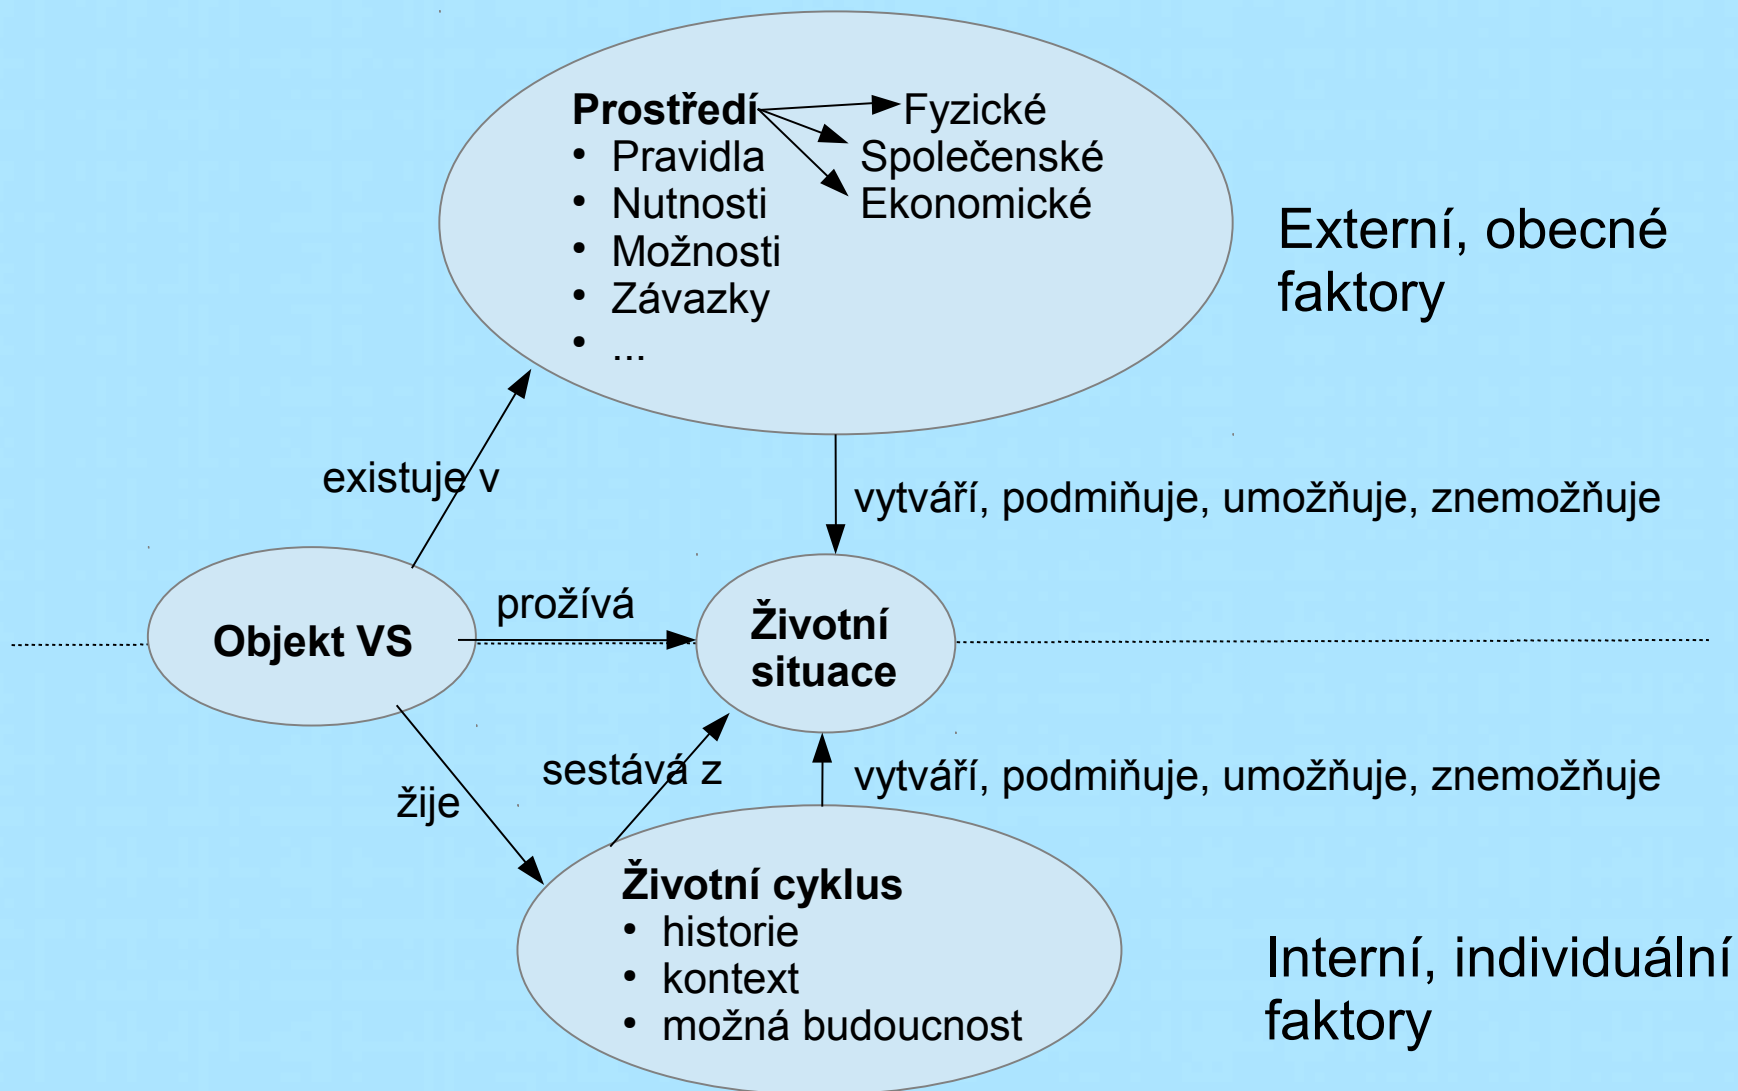 Prostředí
• Pravidla
• Nutnosti
• Možnosti
• Závazky
• ...
Fyzické
Společenské
Ekonomické
Externí, obecné
faktory
existuje v
vytváří, podmiňuje, umožňuje, znemožňuje
Objekt VS
prožívá
Životní
situace
žije
sestává z
vytváří, podmiňuje, umožňuje, znemožňuje
Životní cyklus
• historie
• kontext
• možná budoucnost
Interní, individuální
faktory